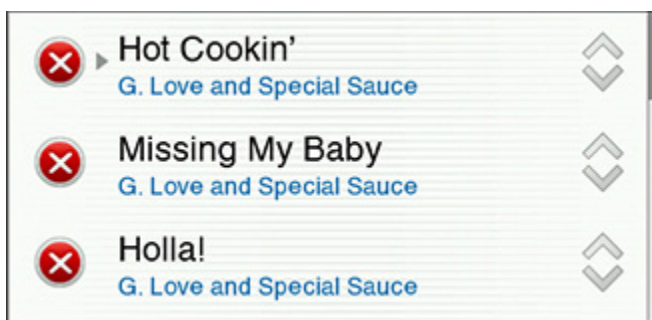 Hot Cookin’
G. Love and Special Sauce
Missing My Baby
G. Love and Special Sauce
Holla!
G. Love and Special Sauce